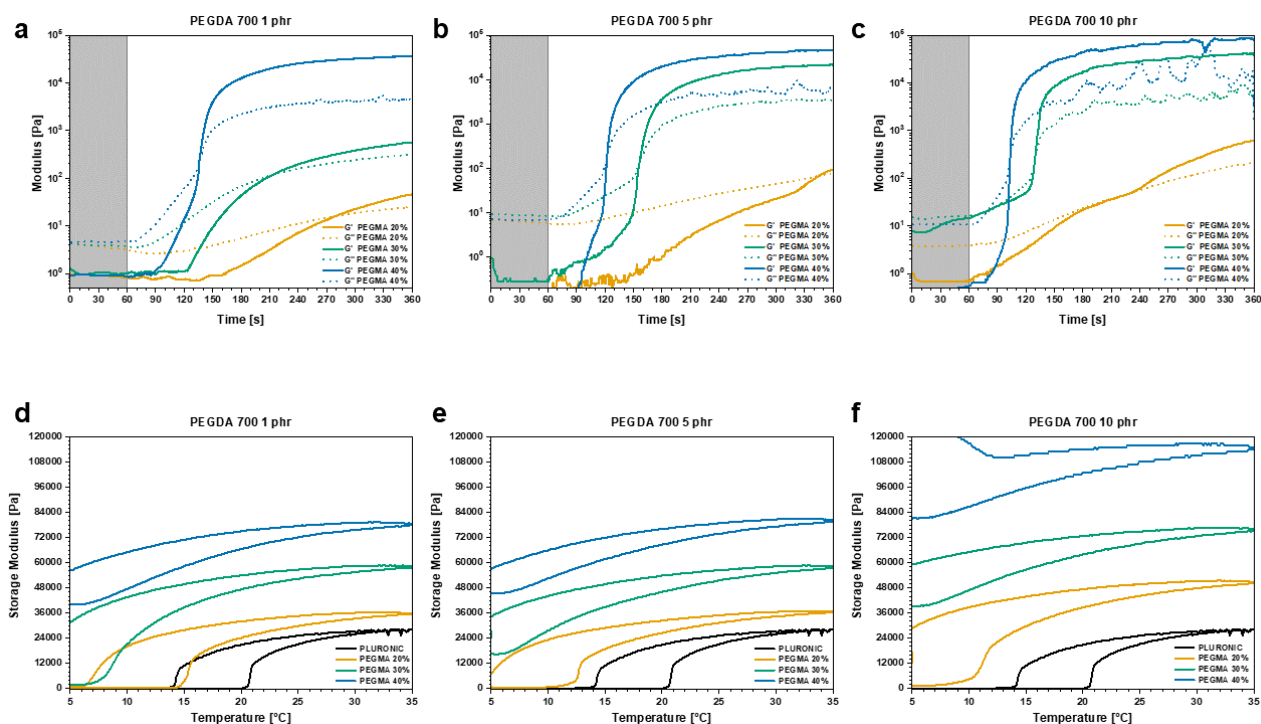 a
PEGDA 700 1 phr
10⁵
10⁴
10³
10²
10¹
10⁰
Modulus [Pa]
G' PEGMA 20%
G'' PEGMA 20%
G' PEGMA 30%
G'' PEGMA 30%
G' PEGMA 40%
G'' PEGMA 40%
0 30 60 90 120 150 180 210 240 270 300 330 360
Time [s]
b
PEGDA 700 5 phr
10⁵
10⁴
10³
10²
10¹
10⁰
Modulus [Pa]
G' PEGMA 20%
G'' PEGMA 20%
G' PEGMA 30%
G'' PEGMA 30%
G' PEGMA 40%
G'' PEGMA 40%
0 30 60 90 120 150 180 210 240 270 300 330 360
Time [s]
c
PEGDA 700 10 phr
10⁵
10⁴
10³
10²
10¹
10⁰
Modulus [Pa]
G' PEGMA 20%
G'' PEGMA 20%
G' PEGMA 30%
G'' PEGMA 30%
G' PEGMA 40%
G'' PEGMA 40%
0 30 60 90 120 150 180 210 240 270 300 330 360
Time [s]
d
PEGDA 700 1 phr
120000
108000
96000
84000
72000
60000
48000
36000
24000
12000
0
Storage Modulus [Pa]
PLURONIC
PEGMA 20%
PEGMA 30%
PEGMA 40%
5 10 15 20 25 30 35
Temperature [°C]
e
PEGDA 700 5 phr
120000
108000
96000
84000
72000
60000
48000
36000
24000
12000
0
Storage Modulus [Pa]
PLURONIC
PEGMA 20%
PEGMA 30%
PEGMA 40%
5 10 15 20 25 30 35
Temperature [°C]
f
PEGDA 700 10 phr
120000
108000
96000
84000
72000
60000
48000
36000
24000
12000
0
Storage Modulus [Pa]
PLURONIC
PEGMA 20%
PEGMA 30%
PEGMA 40%
5 10 15 20 25 30 35
Temperature [°C]